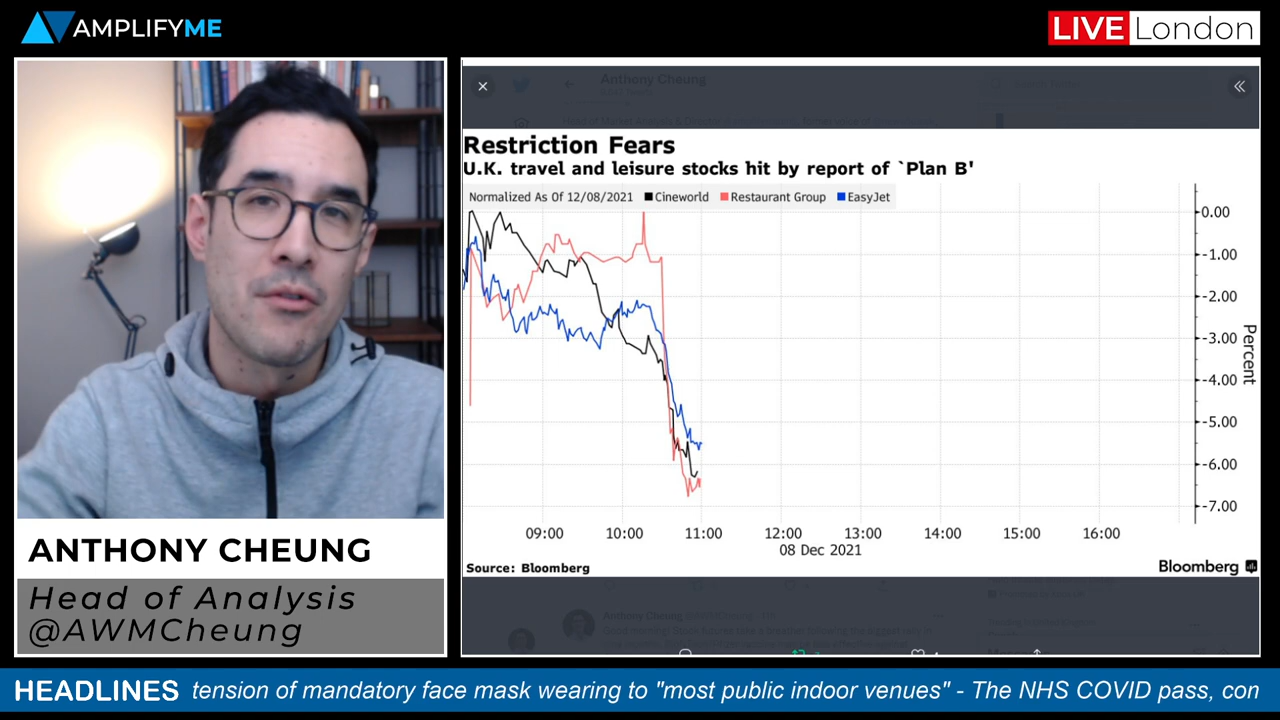 AMPLIFYME
LIVE London
Anthony Cheung
Restriction Fears
U.K. travel and leisure stocks hit by report of `Plan B'
Normalized As Of 12/08/2021 Cineworld Restaurant Group EasyJet
0.00
-1.00
-2.00
-3.00
-4.00
-5.00
-6.00
-7.00
Percent
09:00 10:00 11:00 12:00 13:00 14:00 15:00 16:00
08 Dec 2021
Source: Bloomberg
Bloomberg
Anthony Cheung
ANTHONY CHEUNG
Head of Analysis
@AWMCheung
HEADLINES tension of mandatory face mask wearing to "most public indoor venues" - The NHS COVID pass, con